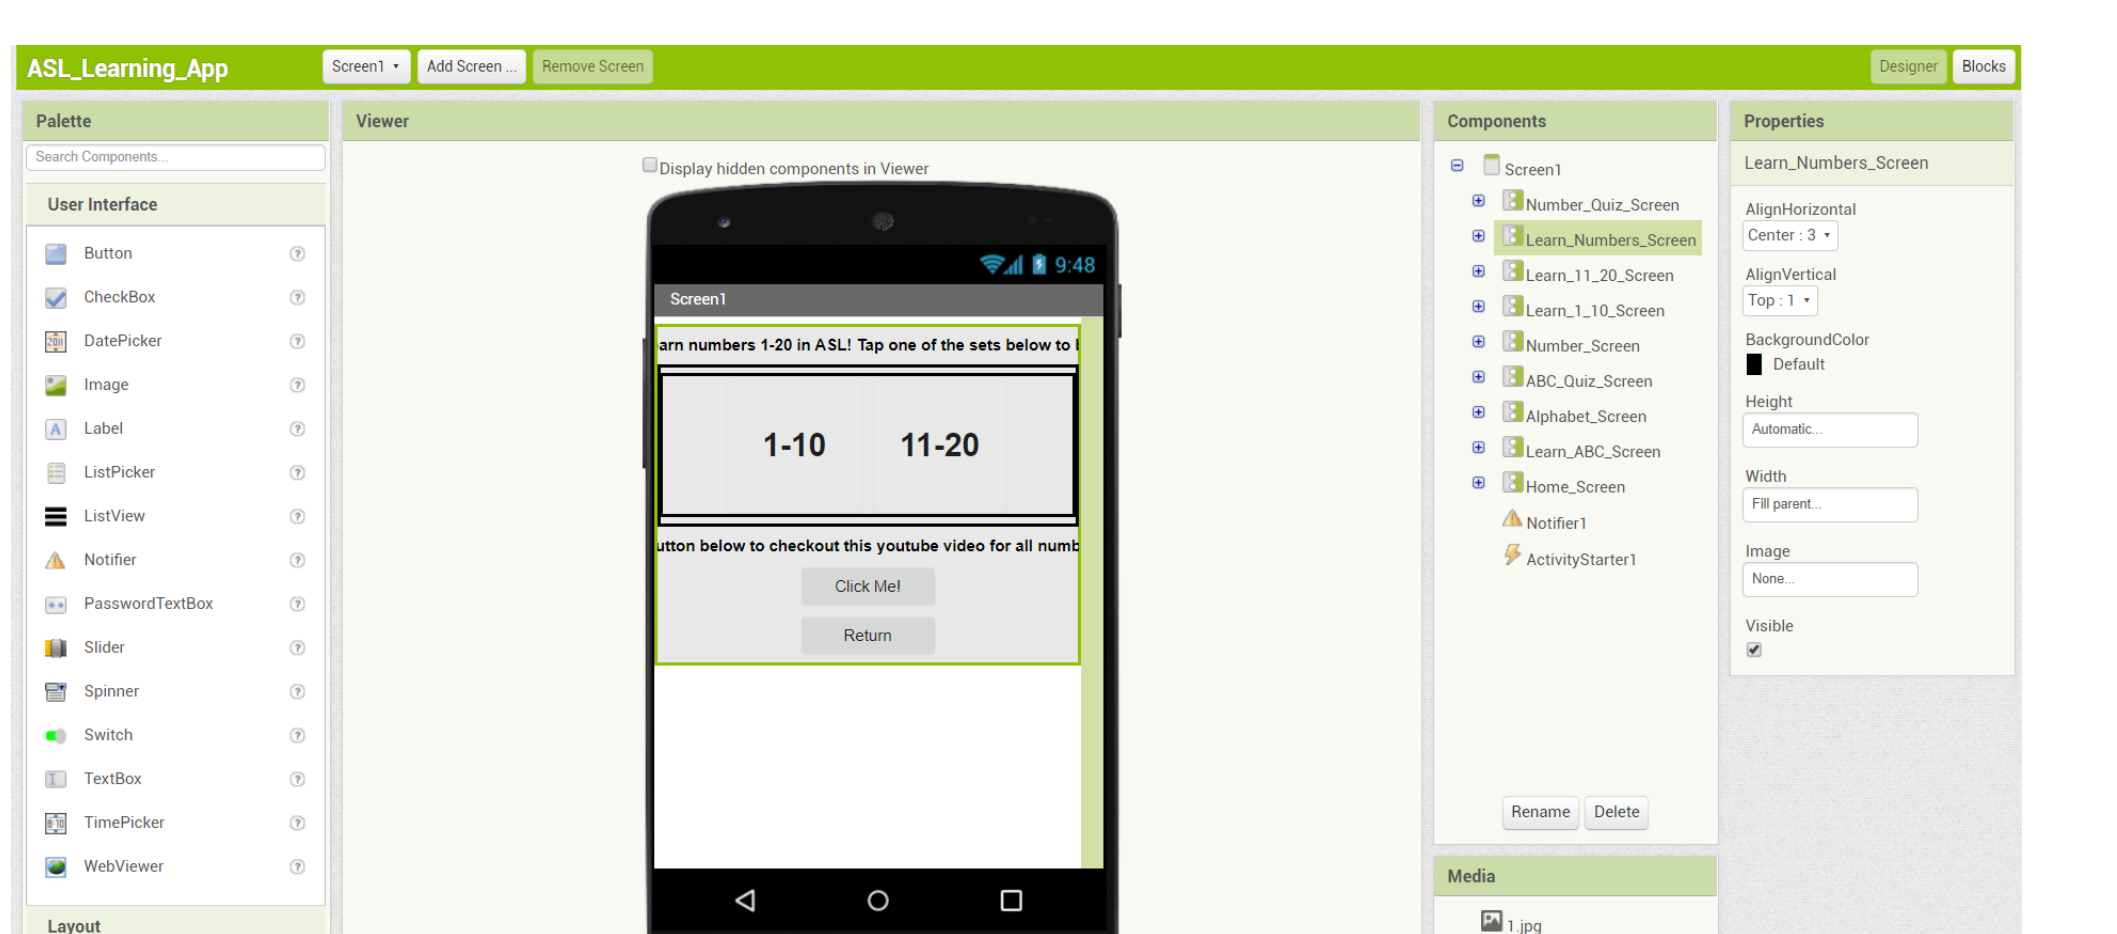 ASL_Learning_App
Screen1
Add Screen ...
Remove Screen
Designer
Blocks
Palette
Search Components...
User Interface
Button
CheckBox
DatePicker
Image
Label
ListPicker
ListView
Notifier
PasswordTextBox
Slider
Spinner
Switch
TextBox
TimePicker
WebViewer
Layout
Viewer
Display hidden components in Viewer
9:48
Screen1
arn numbers 1-20 in ASL! Tap one of the sets below to
1-10
11-20
utton below to checkout this youtube video for all numb
Click Me!
Return
Components
Screen1
Number_Quiz_Screen
Learn_Numbers_Screen
Learn_11_20_Screen
Learn_1_10_Screen
Number_Screen
ABC_Quiz_Screen
Alphabet_Screen
Learn_ABC_Screen
Home_Screen
Notifier1
ActivityStarter1
Rename
Delete
Media
1.jpg
Properties
Learn_Numbers_Screen
AlignHorizontal
Center : 3
AlignVertical
Top : 1
BackgroundColor
Default
Height
Automatic...
Width
Fill parent...
Image
None...
Visible